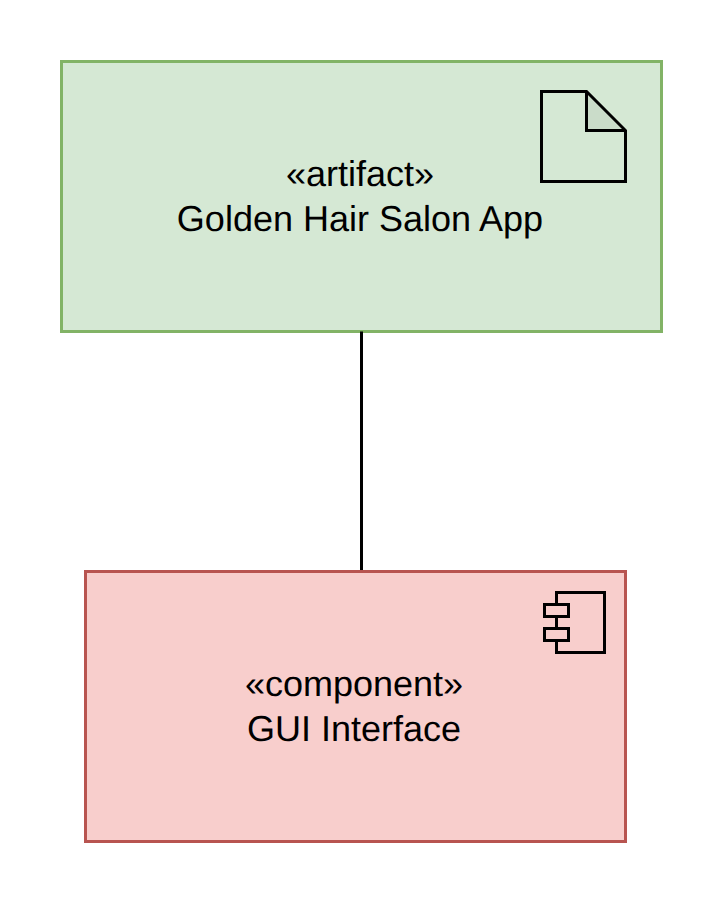 «artifact»
Golden Hair Salon App
«component»
GUI Interface